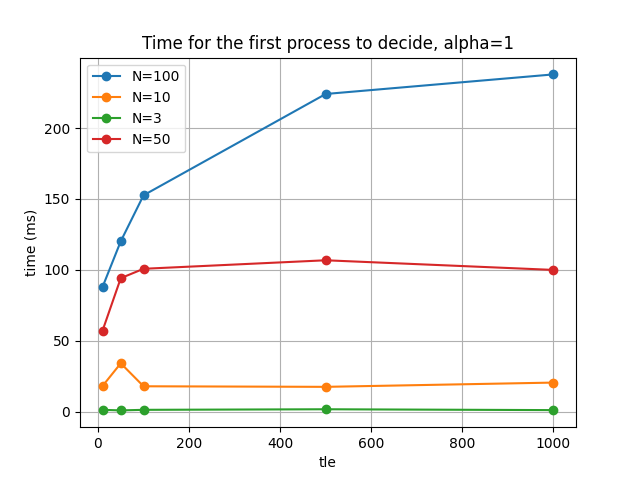 Time for the first process to decide, alpha=1
N=100
N=10
N=3
N=50
time (ms)
200
150
100
50
0
0 200 400 600 800 1000
tle